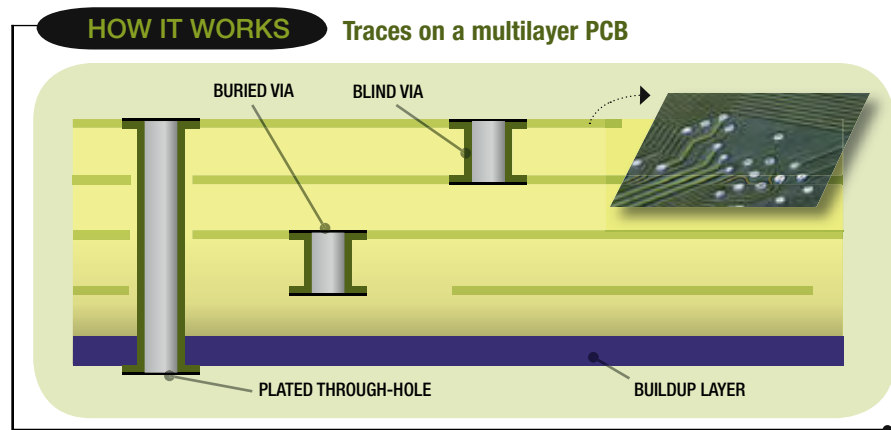 HOW IT WORKS
Traces on a multilayer PCB
BURIED VIA
BLIND VIA
PLATED THROUGH-HOLE
BUILDUP LAYER